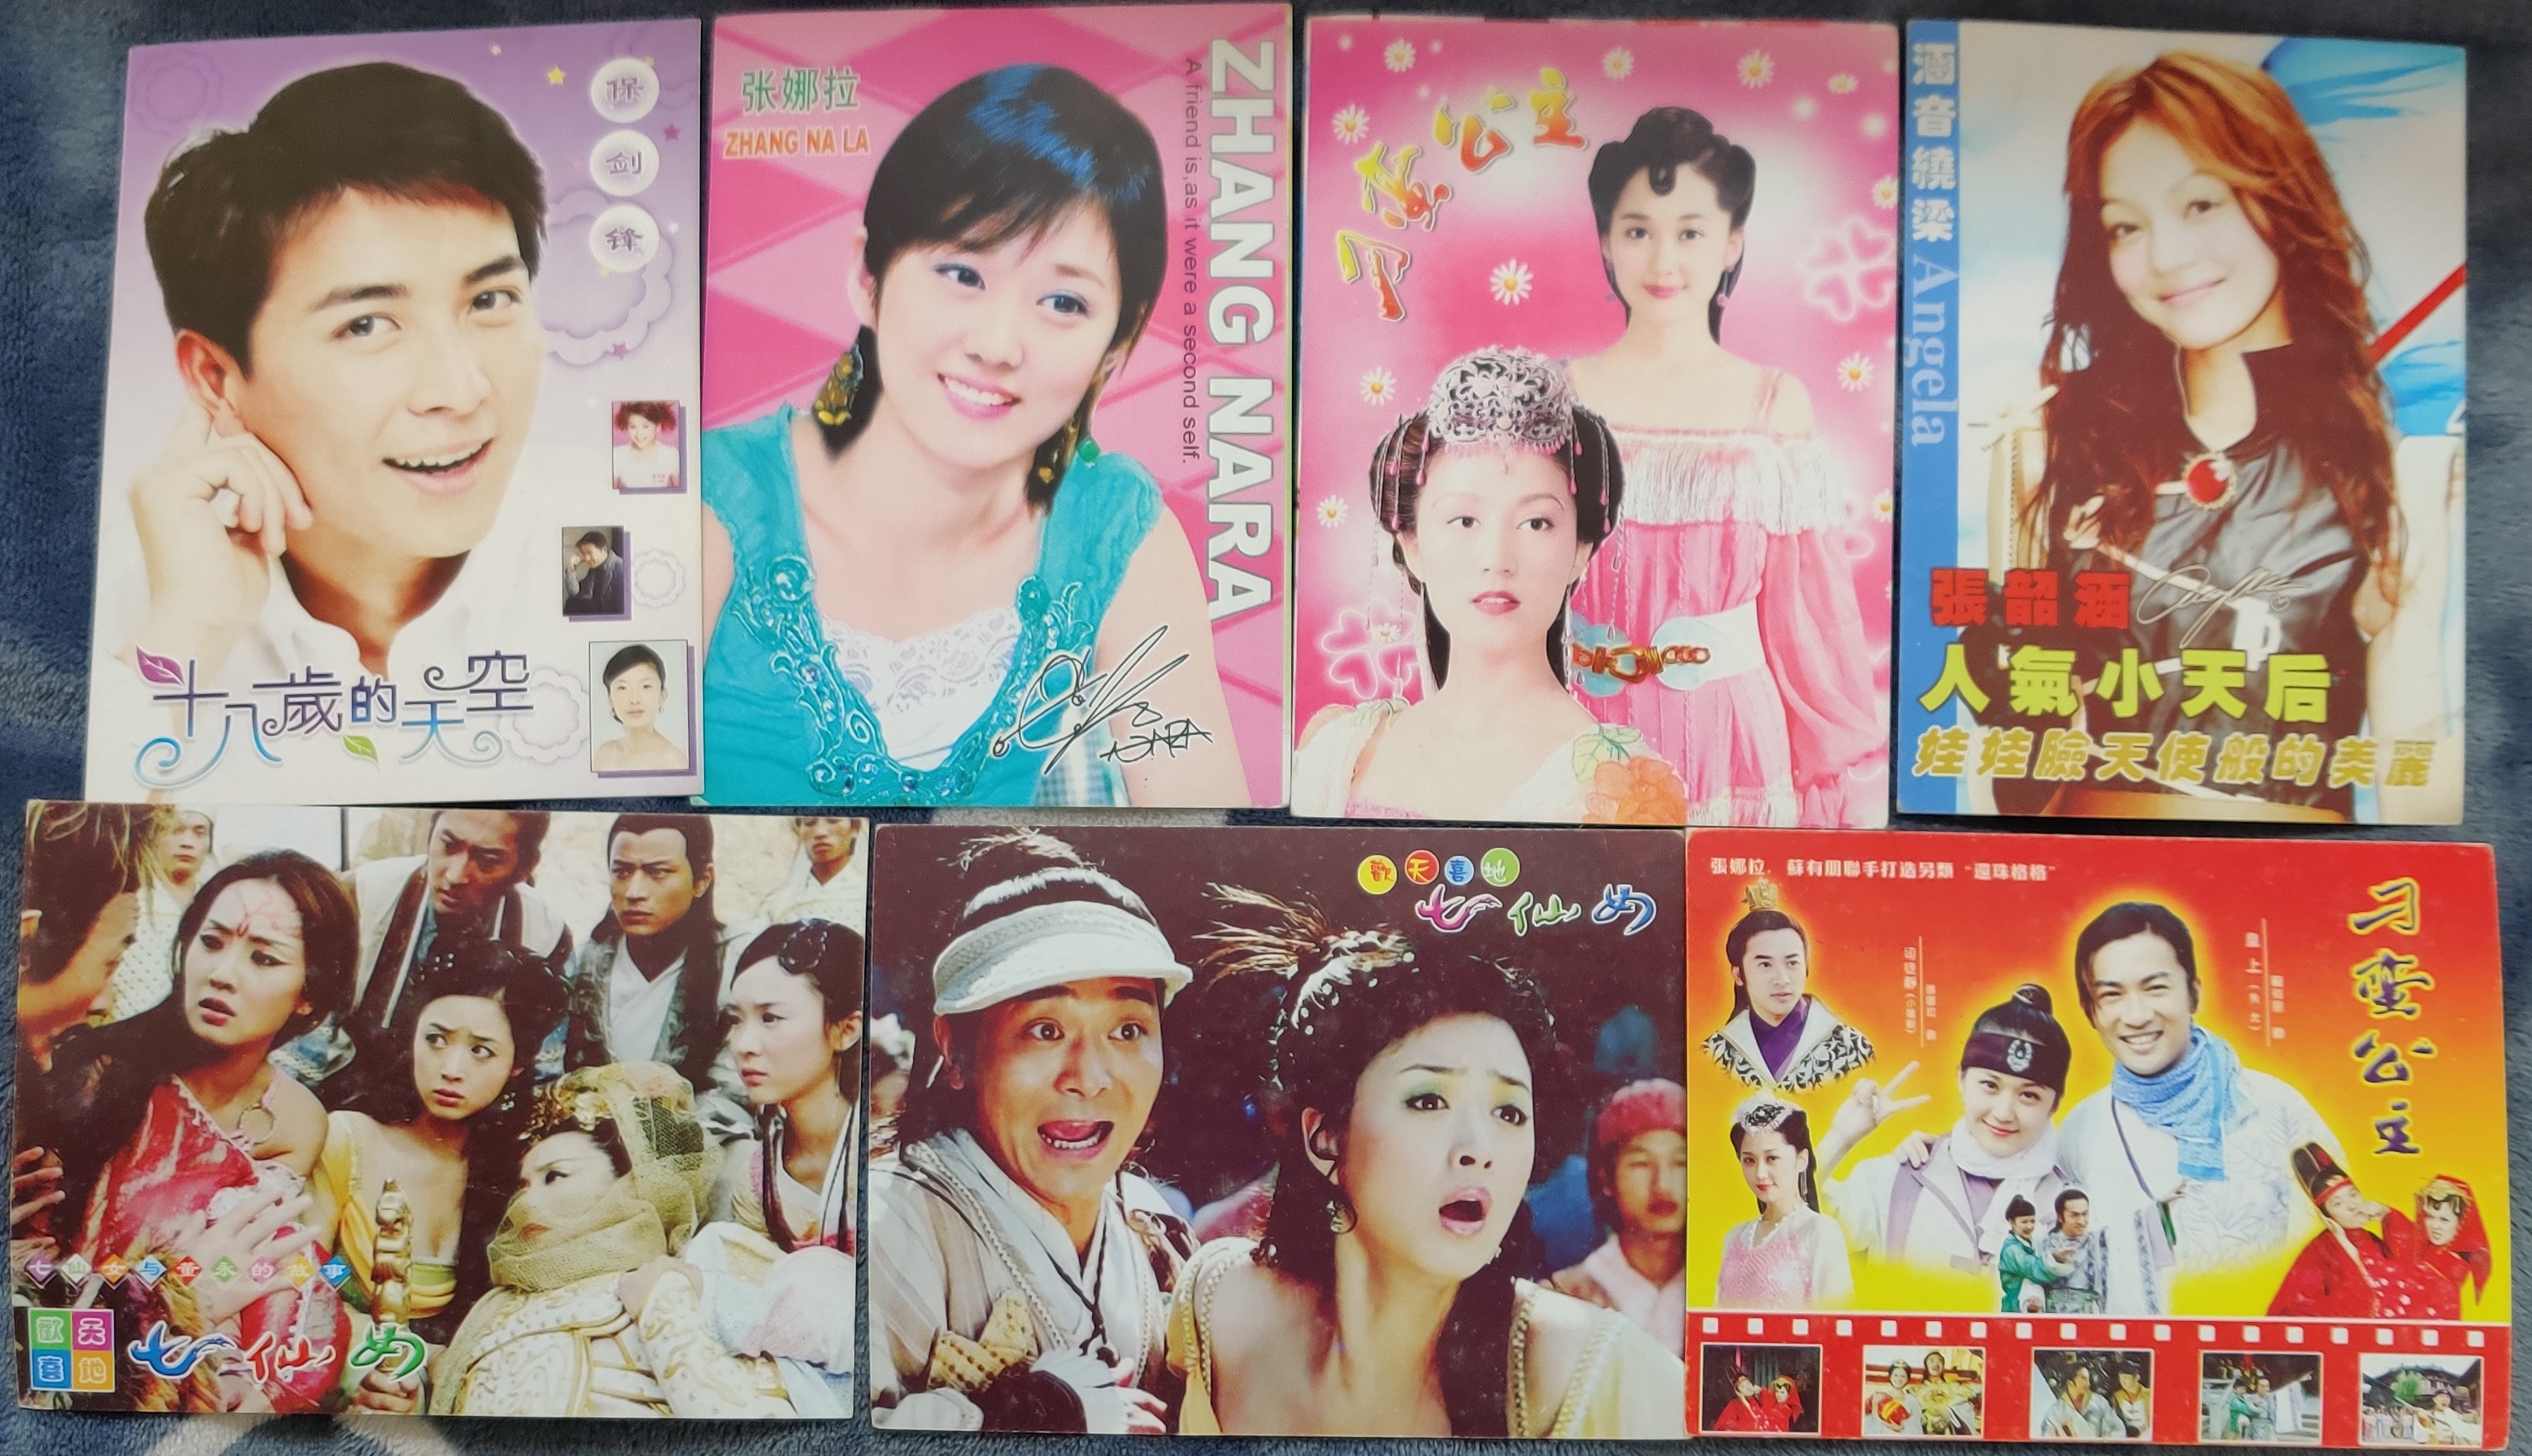 保
剑
锋
十八歲的天空
张娜拉
ZHANG NA LA
ZHANG NARA
A friend is,as it were a second self.
刁蛮公主
涵音繞梁 Angela
張韶涵
人氣小天后
娃娃臉天使般的美麗
七仙女与董永的故事
歡天喜地
七仙女
歡天喜地
七仙女
張娜拉，蘇有朋聯手打造另類“還珠格格”
刁蛮公主
皇上(朱允)